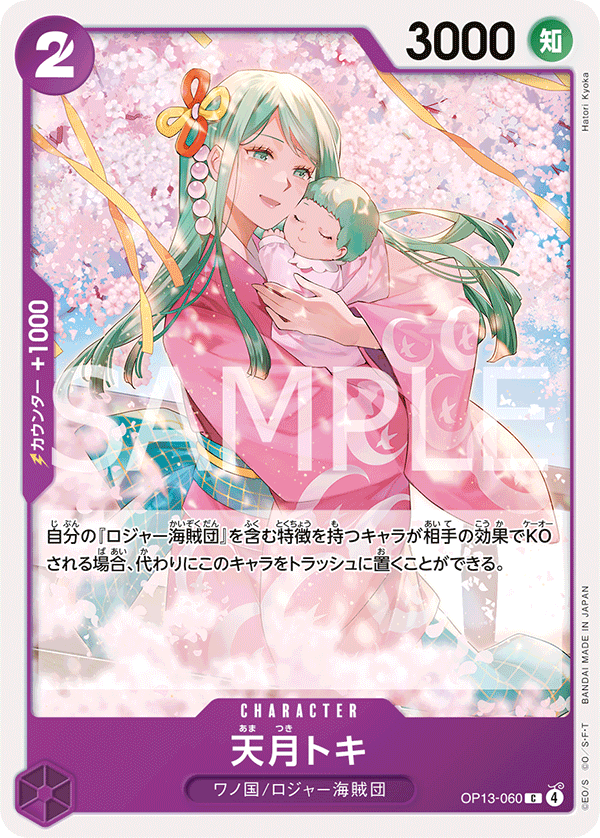 2
3000
知
Hatori Kyoka
カウンター +1000
SAMPLE
自分の『ロジャー海賊団』を含む特徴を持つキャラが相手の効果でKO
される場合、代わりにこのキャラをトラッシュに置くことができる。
CHARACTER
あま つき
天月トキ
ワノ国/ロジャー海賊団
OP13-060 C 4
©E.O/S ©O/S・F・T BANDAI MADE IN JAPAN